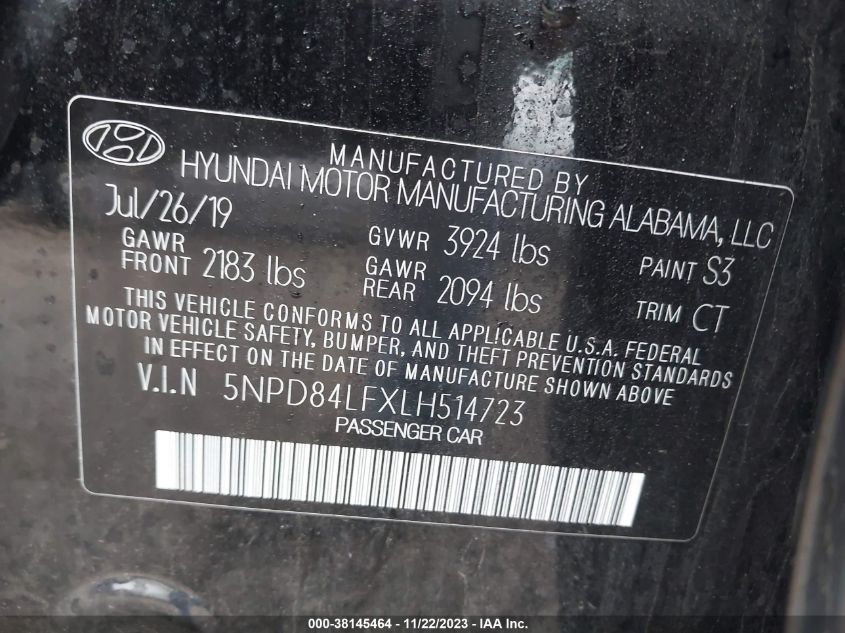 MANUFACTURED BY
HYUNDAI MOTOR MANUFACTURING ALABAMA, LLC
Jul/26/19
GAWR FRONT 2183 lbs
GVWR 3924 lbs
GAWR REAR 2094 lbs
PAINT S3
TRIM CT
THIS VEHICLE CONFORMS TO ALL APPLICABLE U.S.A. FEDERAL
MOTOR VEHICLE SAFETY, BUMPER, AND THEFT PREVENTION STANDARDS
IN EFFECT ON THE DATE OF MANUFACTURE SHOWN ABOVE
V.I.N 5NPD84LFXLH514723
PASSENGER CAR
000-38145464 - 11/22/2023 - IAA Inc.